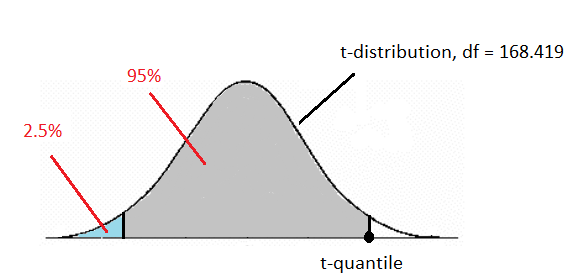 t-distribution, df = 168.419
95%
2.5%
t-quantile